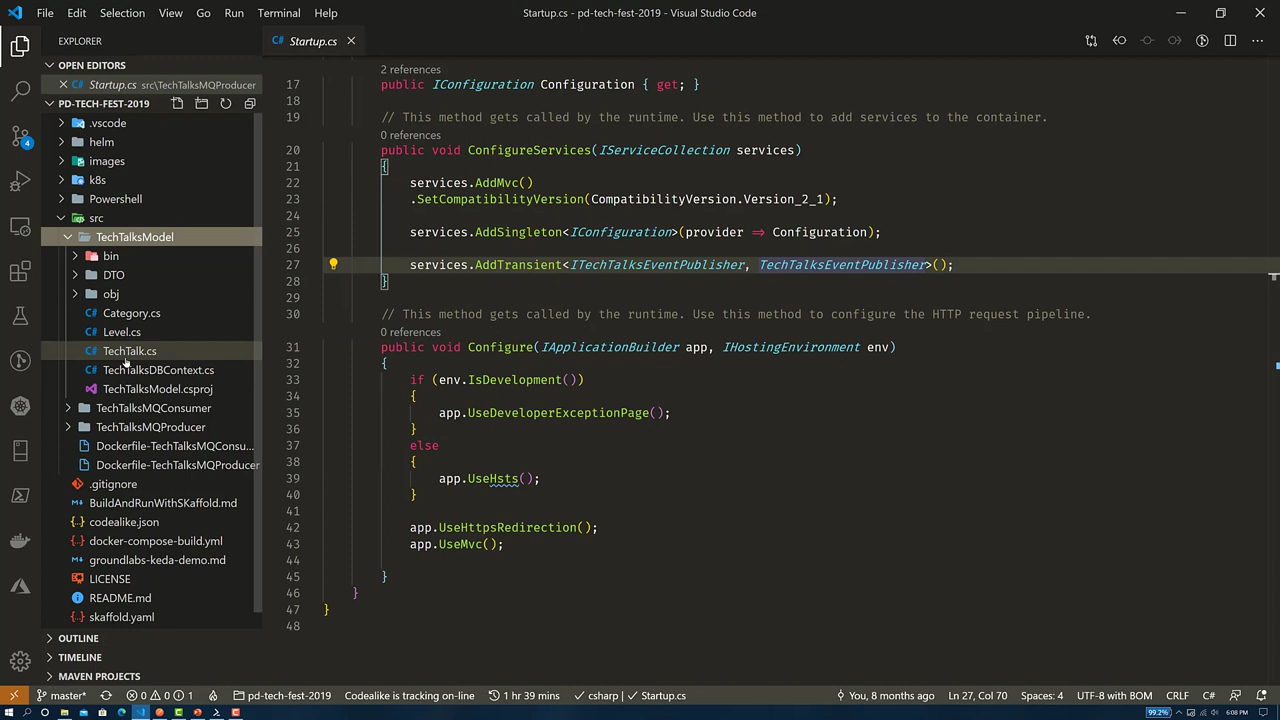 File Edit Selection View Go Run Terminal Help
Startup.cs - pd-tech-fest-2019 - Visual Studio Code
EXPLORER
OPEN EDITORS
Startup.cs src\TechTalksMQProducer
PD-TECH-FEST-2019
.vscode
helm
images
k8s
Powershell
src
TechTalksModel
bin
DTO
obj
Category.cs
Level.cs
TechTalk.cs
TechTalksDBContext.cs
TechTalksModel.csproj
TechTalksMQConsumer
TechTalksMQProducer
Dockerfile-TechTalksMQConsu...
Dockerfile-TechTalksMQProducer
.gitignore
BuildAndRunWithSKaffold.md
codealike.json
docker-compose-build.yml
groundlabs-keda-demo.md
LICENSE
README.md
skaffold.yaml
OUTLINE
TIMELINE
MAVEN PROJECTS
4
Startup.cs
2 references
17 public IConfiguration Configuration { get; }
18
19 // This method gets called by the runtime. Use this method to add services to the container.
0 references
20 public void ConfigureServices(IServiceCollection services)
21 {
22 services.AddMvc()
23 .SetCompatibilityVersion(CompatibilityVersion.Version_2_1);
24
25 services.AddSingleton<IConfiguration>(provider => Configuration);
26
27 services.AddTransient<ITechTalksEventPublisher, TechTalksEventPublisher>();
28 }
29
30 // This method gets called by the runtime. Use this method to configure the HTTP request pipeline.
0 references
31 public void Configure(IApplicationBuilder app, IHostingEnvironment env)
32 {
33 if (env.IsDevelopment())
34 {
35 app.UseDeveloperExceptionPage();
36 }
37 else
38 {
39 app.UseHsts();
40 }
41
42 app.UseHttpsRedirection();
43 app.UseMvc();
44
45 }
46 }
47 }
48
master* 0 0 1 pd-tech-fest-2019 Codealike is tracking on-line 1 hr 39 mins csharp | Startup.cs You, 8 months ago Ln 27, Col 70 Spaces: 4 UTF-8 with BOM CRLF C#
99.2% 6:08 PM